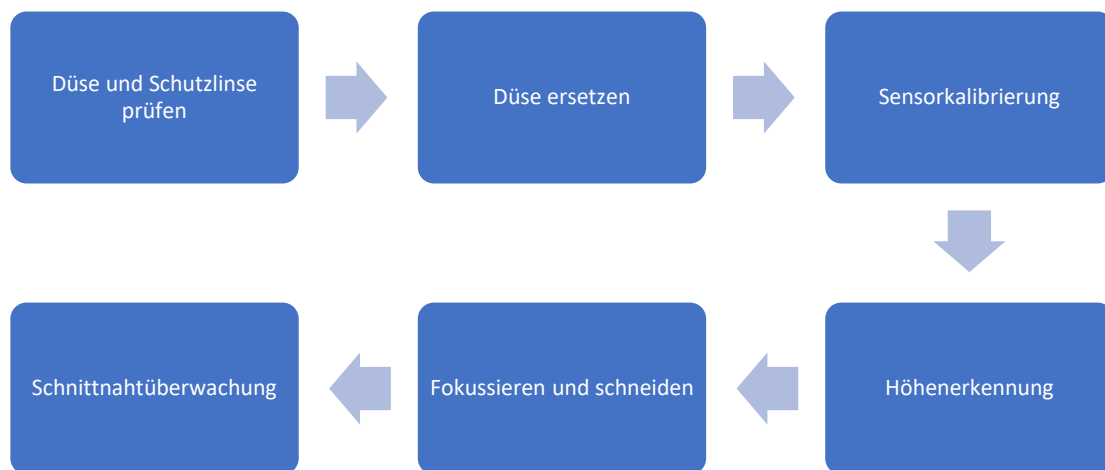 Düse und Schutzlinse
prüfen
Düse ersetzen
Sensorkalibrierung
Höhenerkennung
Fokussieren und schneiden
Schnittnahtüberwachung